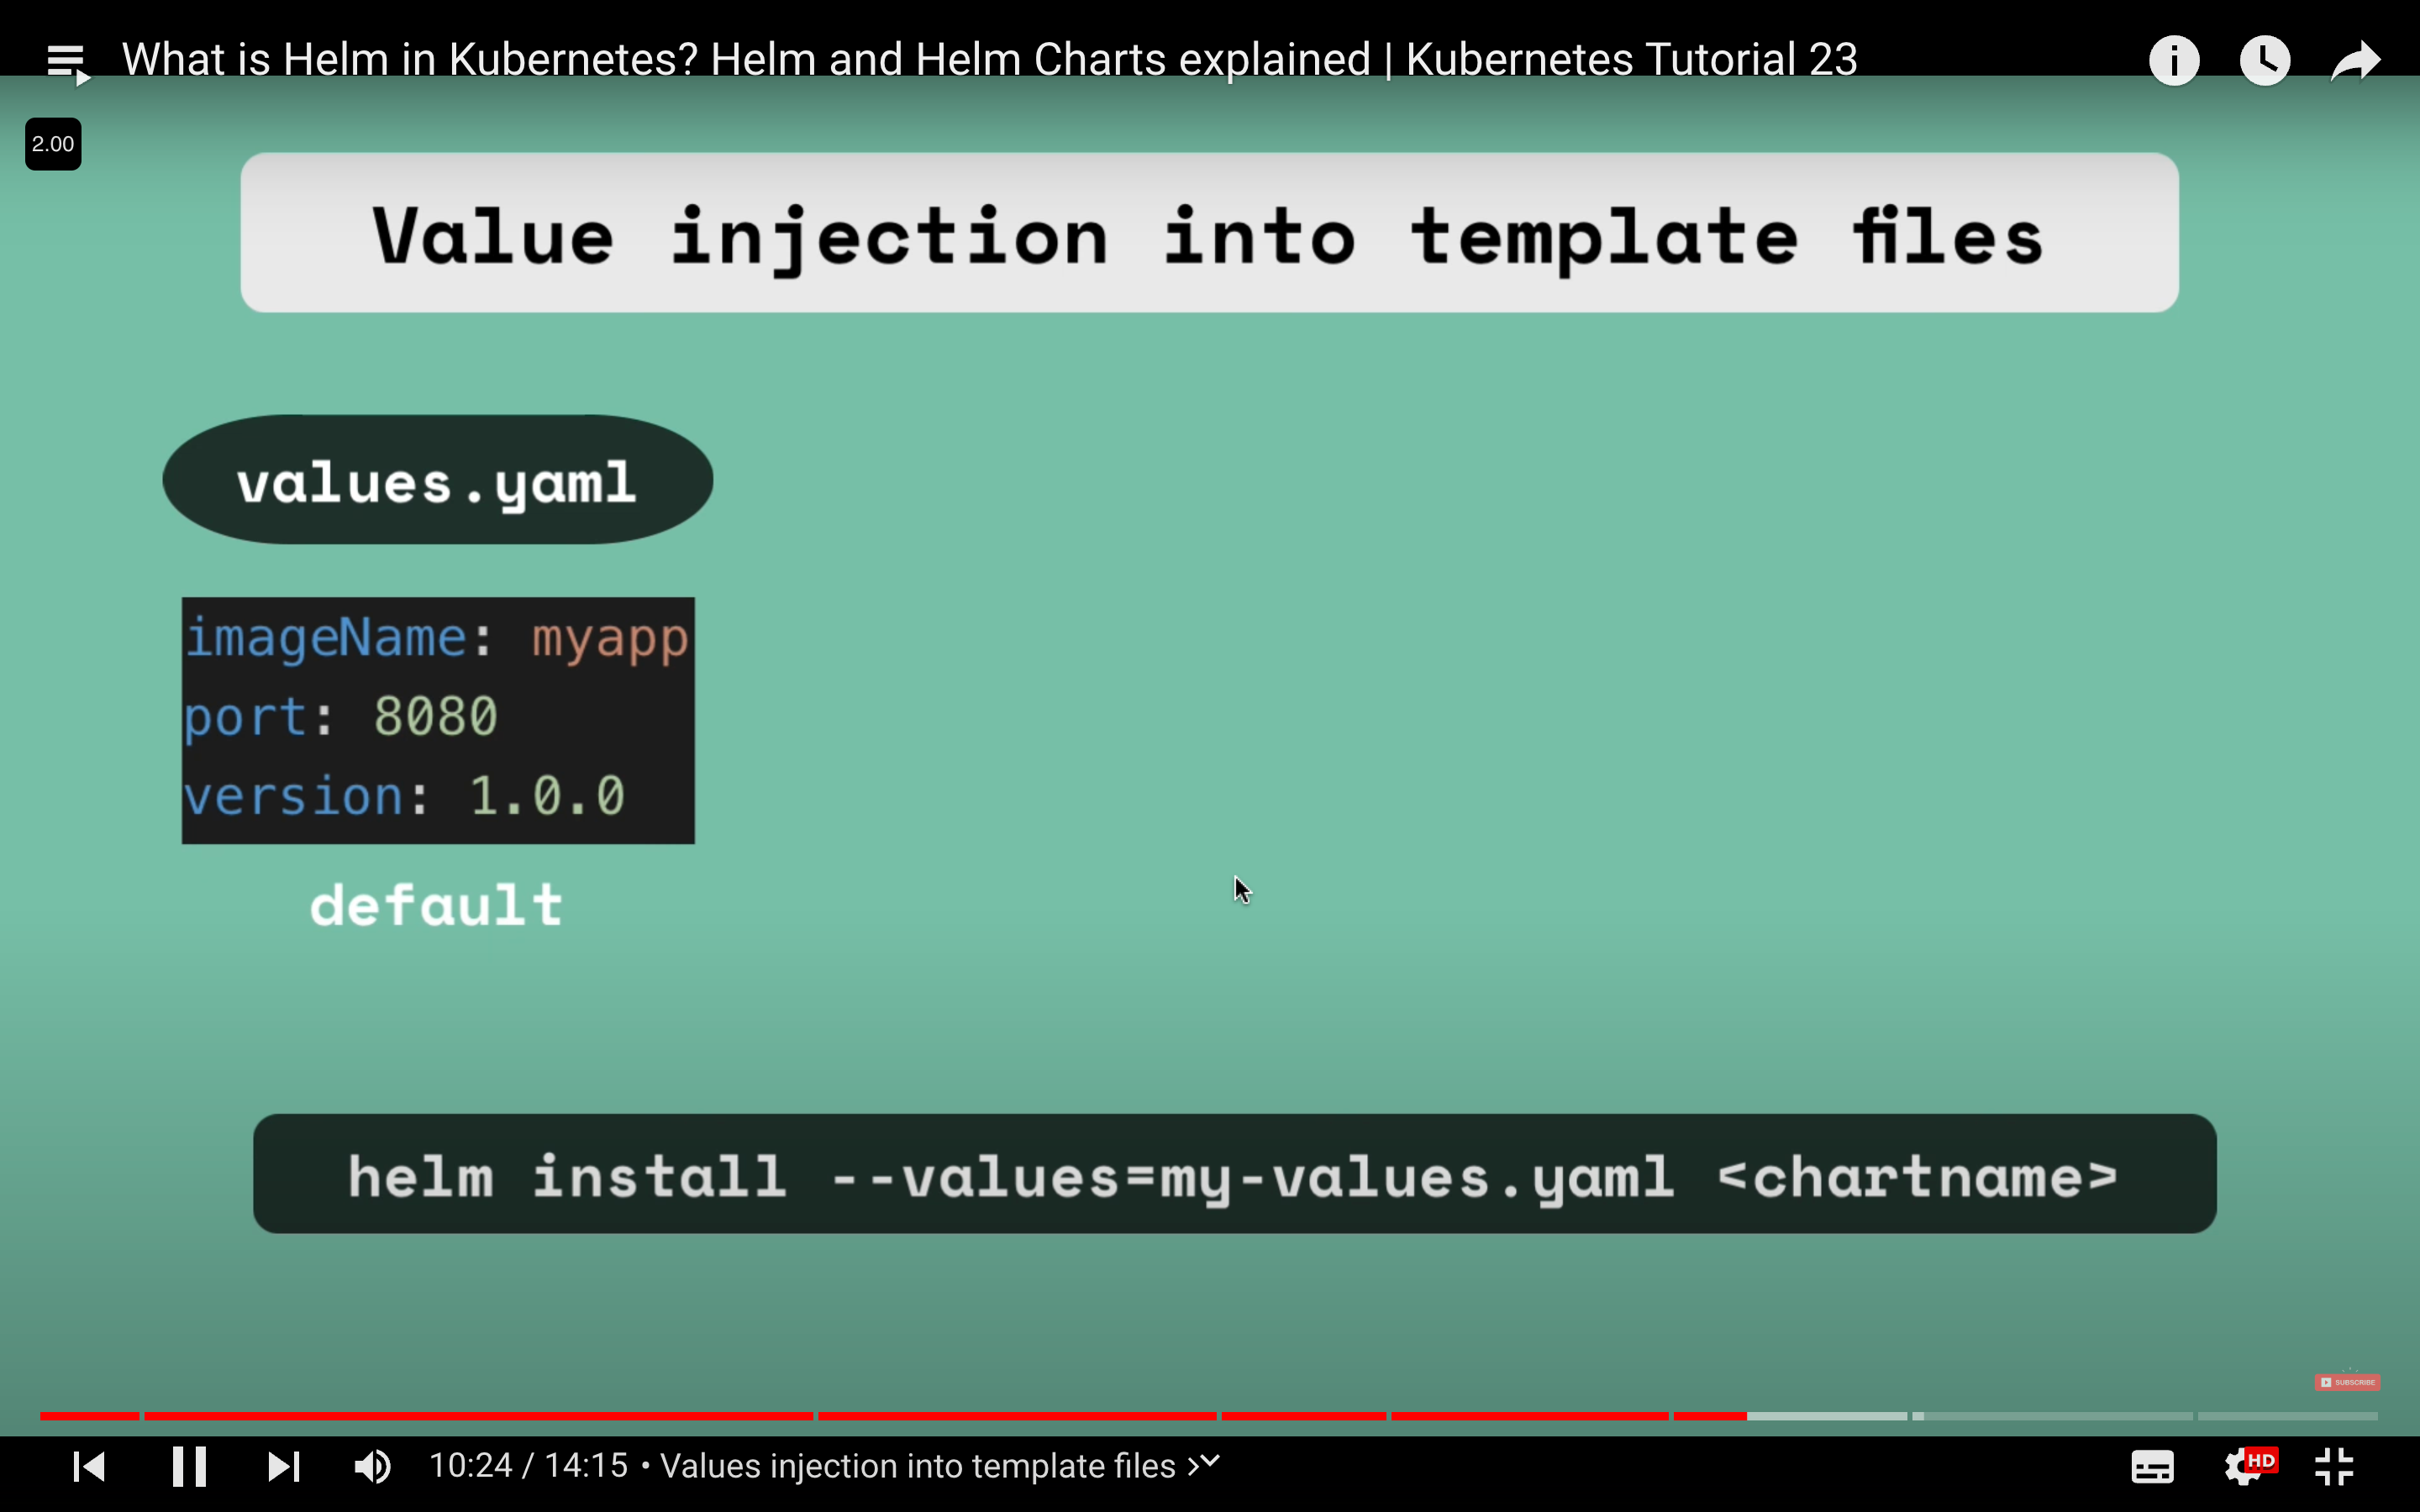 What is Helm in Kubernetes? Helm and Helm Charts explained | Kubernetes Tutorial 23
2.00
Value injection into template files
values.yaml
imageName: myapp
port: 8080
version: 1.0.0
default
helm install --values=my-values.yaml <chartname>
SUBSCRIBE
10:24 / 14:15 • Values injection into template files
HD